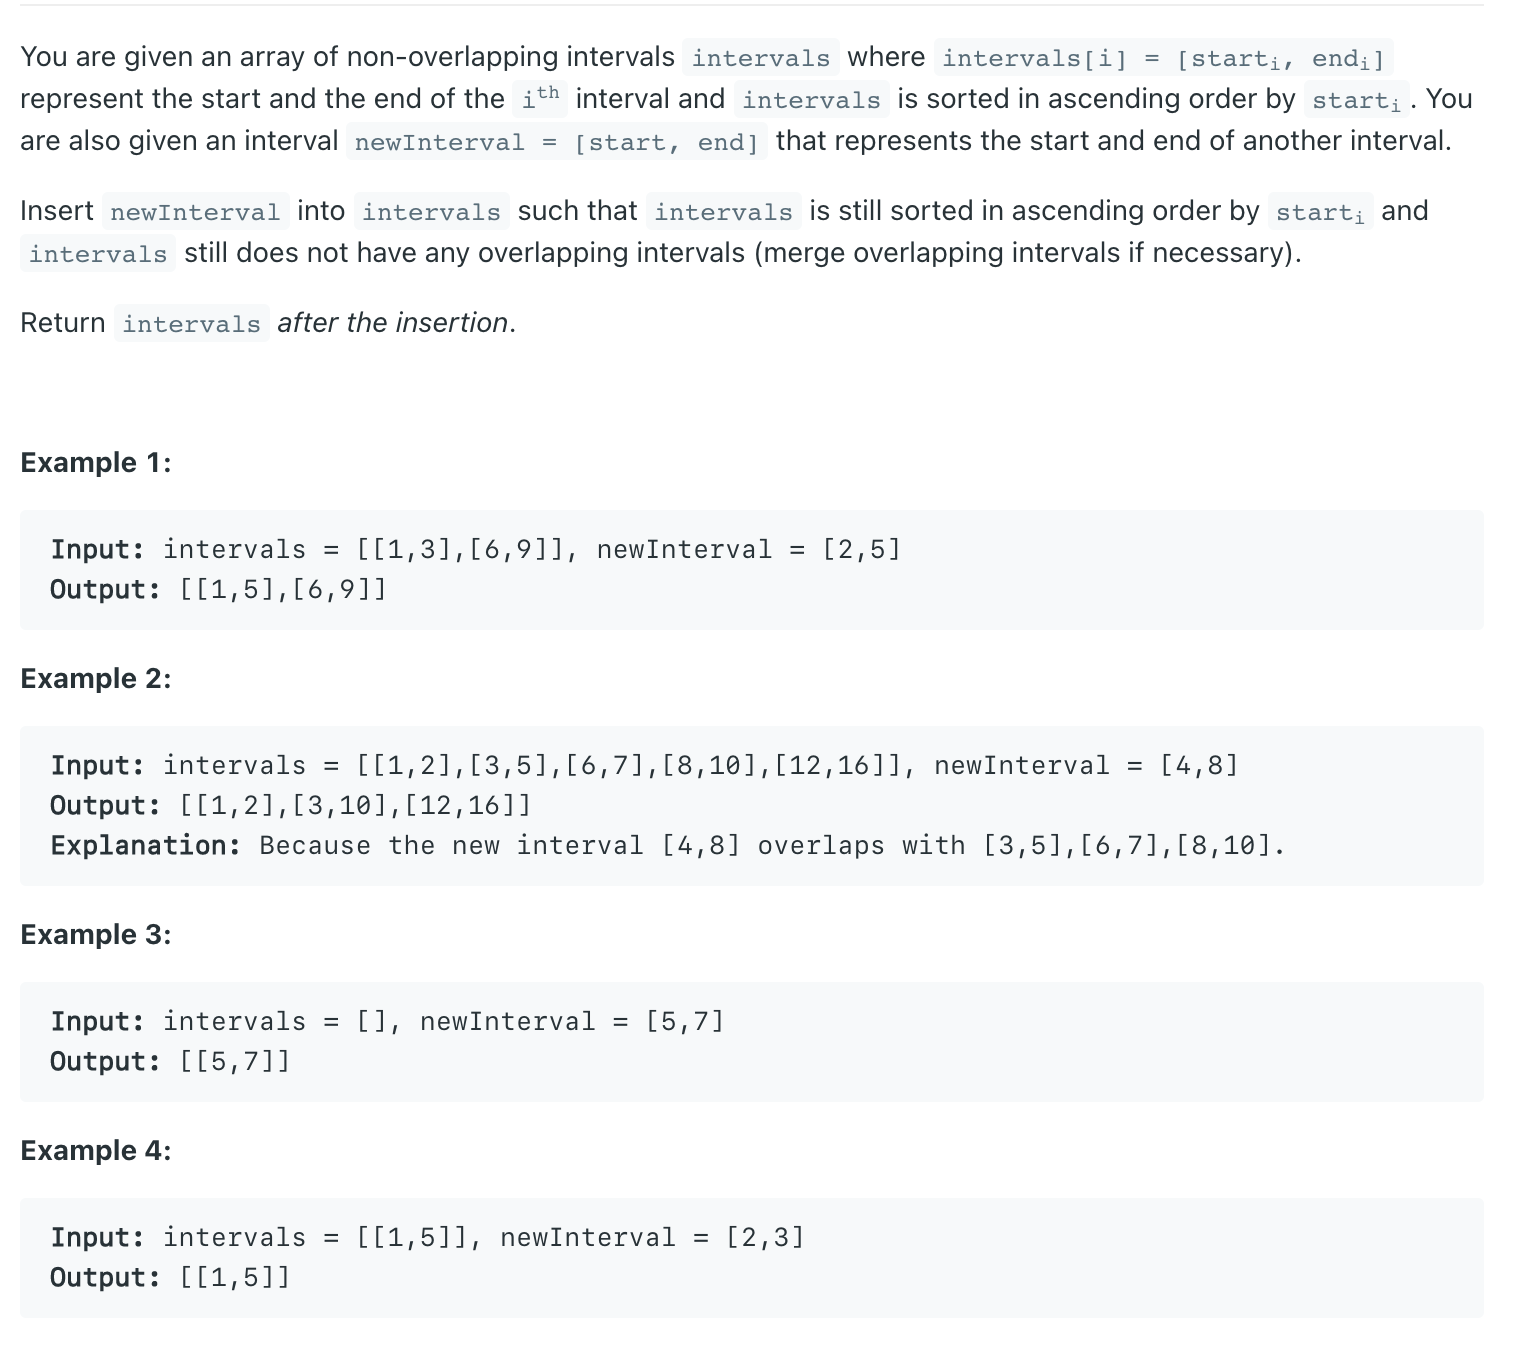 You are given an array of non-overlapping intervals intervals where intervals[i] = [starti, endi]
represent the start and the end of the ith interval and intervals is sorted in ascending order by starti. You
are also given an interval newInterval = [start, end] that represents the start and end of another interval.
Insert newInterval into intervals such that intervals is still sorted in ascending order by starti and
intervals still does not have any overlapping intervals (merge overlapping intervals if necessary).
Return intervals after the insertion.
Example 1:
Input: intervals = [[1,3],[6,9]], newInterval = [2,5]
Output: [[1,5],[6,9]]
Example 2:
Input: intervals = [[1,2],[3,5],[6,7],[8,10],[12,16]], newInterval = [4,8]
Output: [[1,2],[3,10],[12,16]]
Explanation: Because the new interval [4,8] overlaps with [3,5],[6,7],[8,10].
Example 3:
Input: intervals = [], newInterval = [5,7]
Output: [[5,7]]
Example 4:
Input: intervals = [[1,5]], newInterval = [2,3]
Output: [[1,5]]